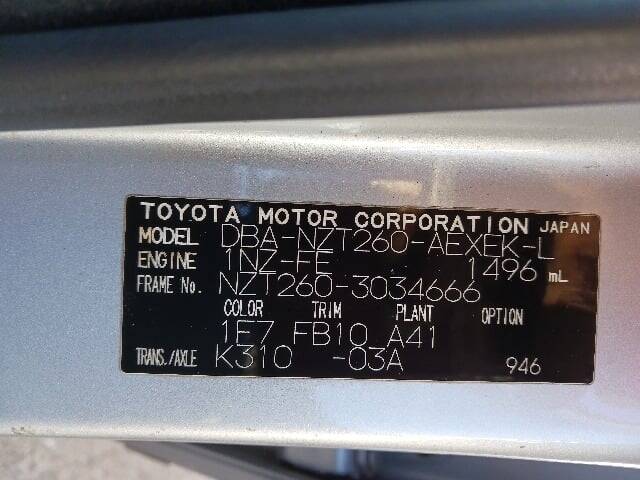 TOYOTA MOTOR CORPORATION JAPAN
MODEL DBA-NZT260-AEXEK-L
ENGINE 1NZ-FE 1496 mL
FRAME No. NZT260-3034666
COLOR TRIM PLANT OPTION
1E7 FB10 A41
TRANS./AXLE K310 -03A 946